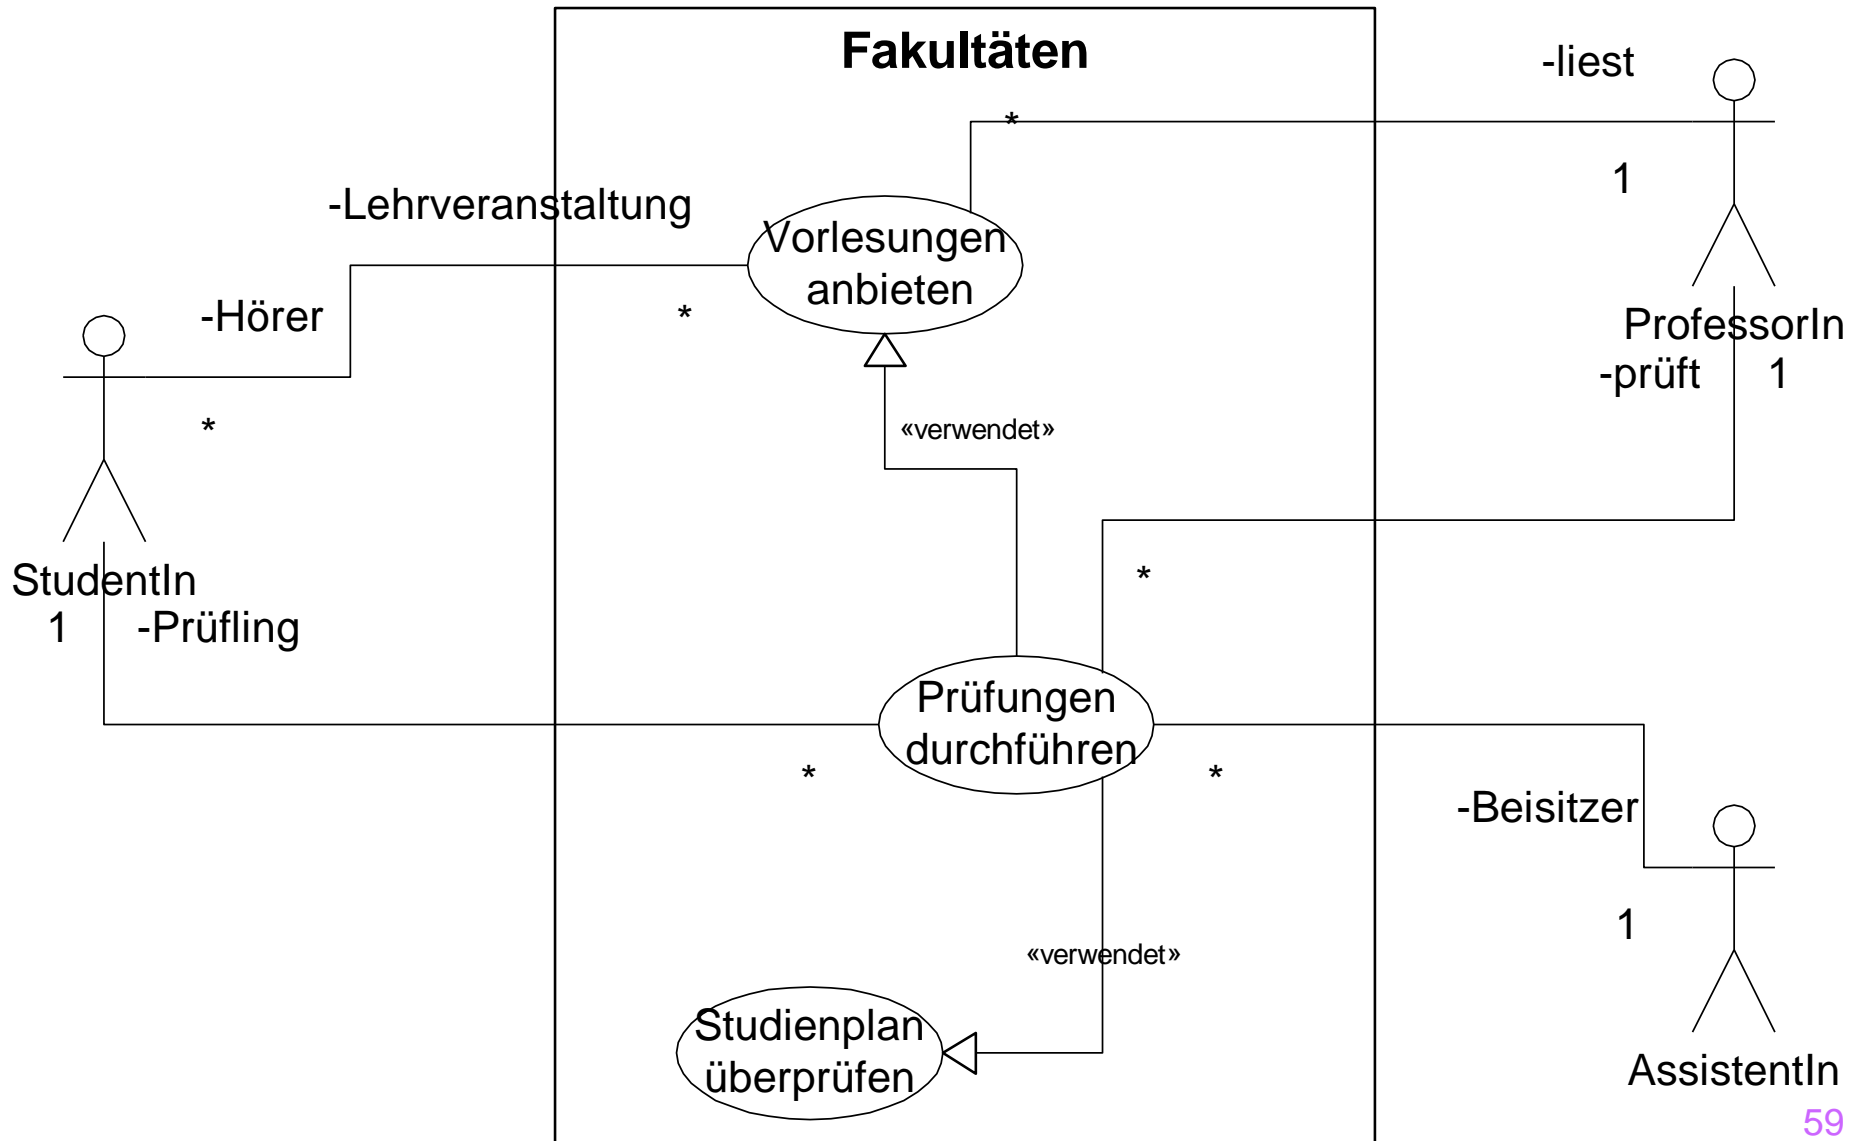 Fakultäten
-liest
*
1
-Lehrveranstaltung
Vorlesungen
anbieten
-Hörer
*
*
ProfessorIn
-prüft 1
«verwendet»
*
StudentIn
1 -Prüfling
Prüfungen
durchführen
*
*
-Beisitzer
1
«verwendet»
Studienplan
überprüfen
AssistentIn
59